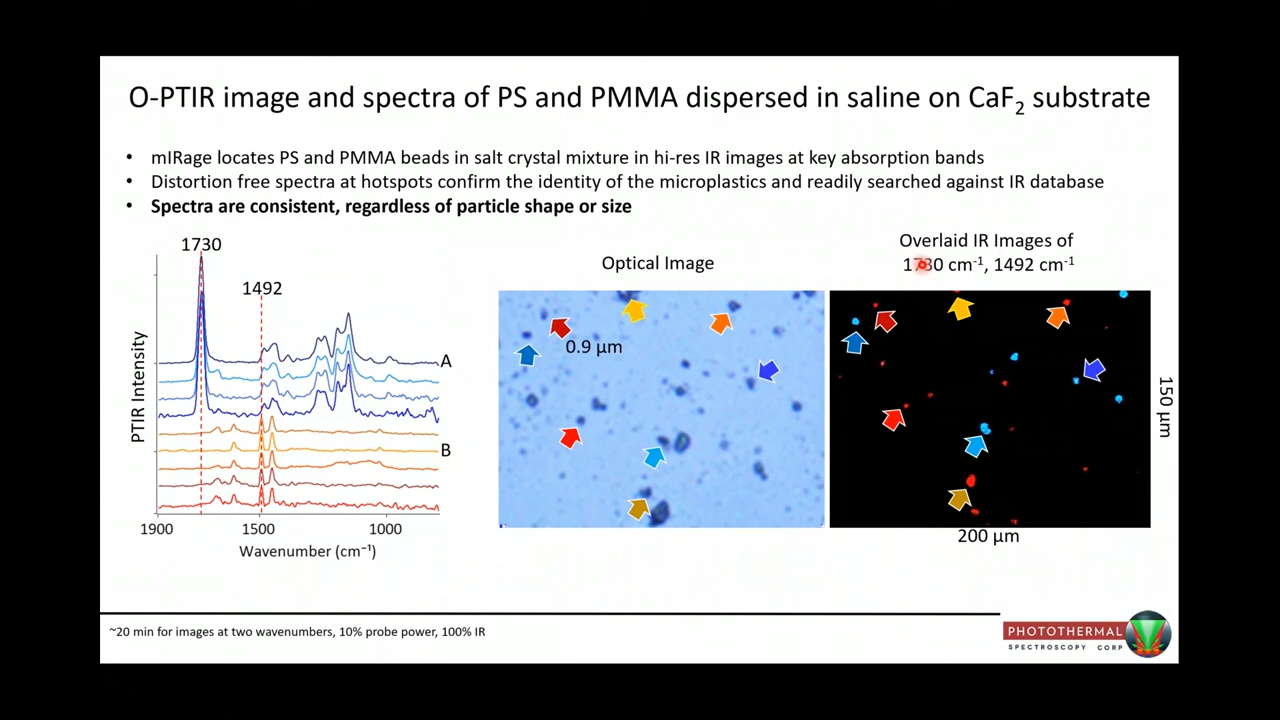 O-PTIR image and spectra of PS and PMMA dispersed in saline on CaF₂ substrate
• mIRage locates PS and PMMA beads in salt crystal mixture in hi-res IR images at key absorption bands
• Distortion free spectra at hotspots confirm the identity of the microplastics and readily searched against IR database
• Spectra are consistent, regardless of particle shape or size
1730
1492
PTIR Intensity
A
B
1900
1500
1000
Wavenumber (cm⁻¹)
Optical Image
0.9 µm
Overlaid IR Images of
1730 cm⁻¹, 1492 cm⁻¹
150 µm
200 µm
~20 min for images at two wavenumbers, 10% probe power, 100% IR
PHOTOTHERMAL
SPECTROSCOPY CORP